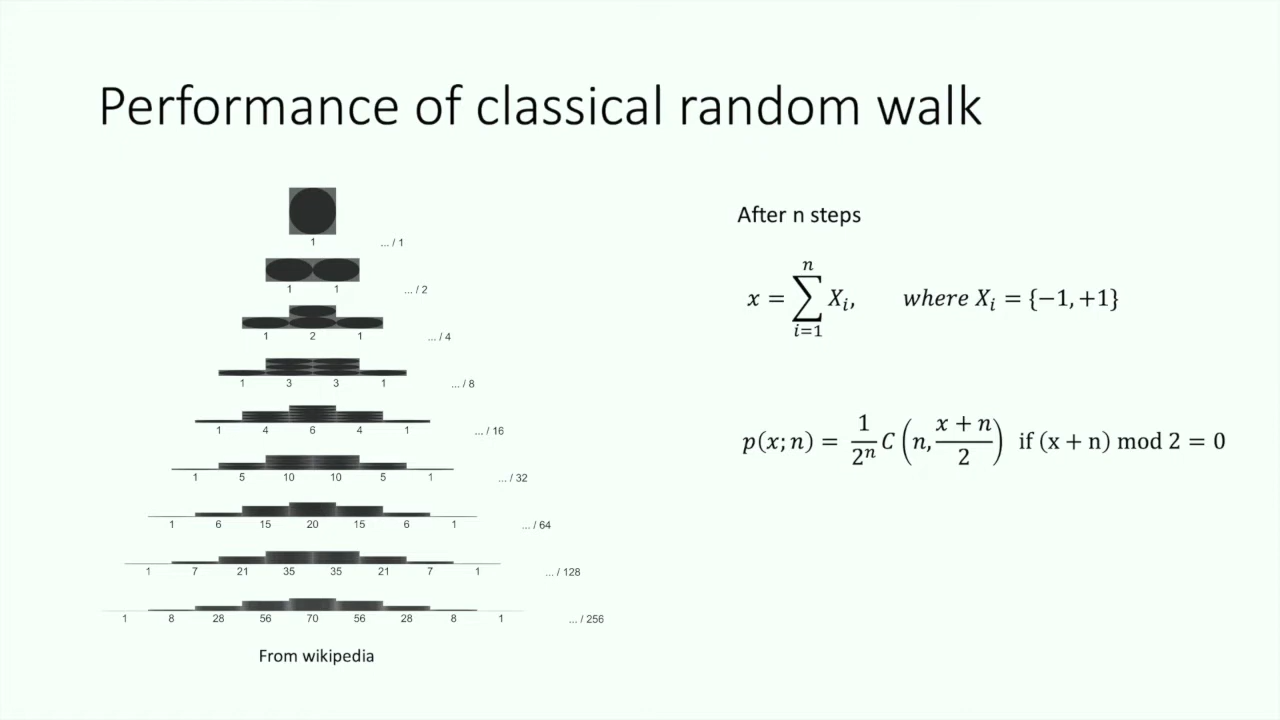 Performance of classical random walk
1 ... / 1
1 1 ... / 2
1 2 1 ... / 4
1 3 3 1 ... / 8
1 4 6 4 1 ... / 16
1 5 10 10 5 1 ... / 32
1 6 15 20 15 6 1 ... / 64
1 7 21 35 35 21 7 1 ... / 128
1 8 28 56 70 56 28 8 1 ... / 256
From wikipedia
After n steps
x = ∑_{i=1}^{n} X_i, where X_i = {−1, +1}
p(x; n) = \frac{1}{2^n} C (n, \frac{x + n}{2}) if (x + n) mod 2 = 0